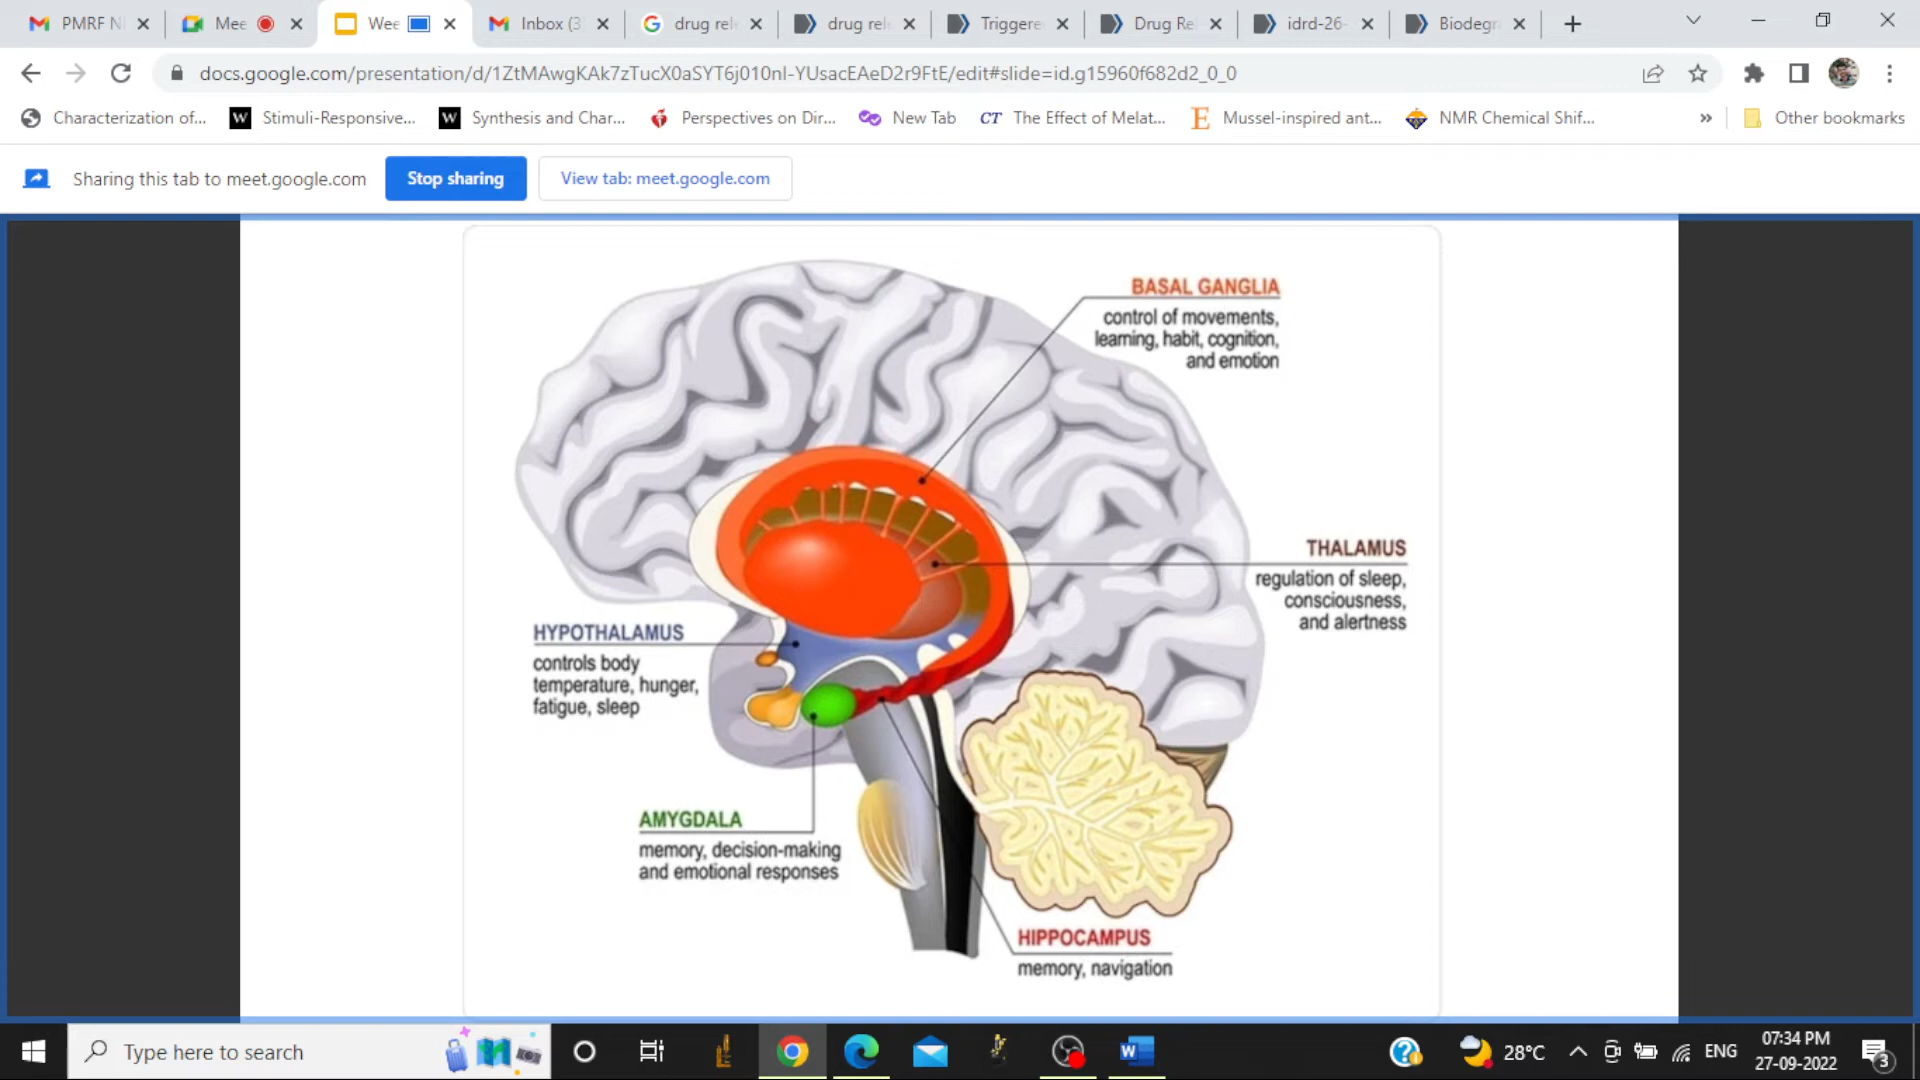 PMRF N
Mee
Wee
Inbox (3
drug rel
drug rel
Triggere
Drug Re
idrd-26-
Biodegr
docs.google.com/presentation/d/1ZtMAwgKAk7zTucX0aSYT6j010nI-YUsacEAeD2r9FtE/edit#slide=id.g15960f682d2_0_0
Characterization of...
W Stimuli-Responsive...
W Synthesis and Char...
Perspectives on Dir...
New Tab
CT The Effect of Melat...
E Mussel-inspired ant...
NMR Chemical Shif...
»
Other bookmarks
Sharing this tab to meet.google.com
Stop sharing
View tab: meet.google.com
BASAL GANGLIA
control of movements,
learning, habit, cognition,
and emotion
THALAMUS
regulation of sleep,
consciousness,
and alertness
HYPOTHALAMUS
controls body
temperature, hunger,
fatigue, sleep
AMYGDALA
memory, decision-making
and emotional responses
HIPPOCAMPUS
memory, navigation
Type here to search
28°C
ENG
07:34 PM
27-09-2022
3